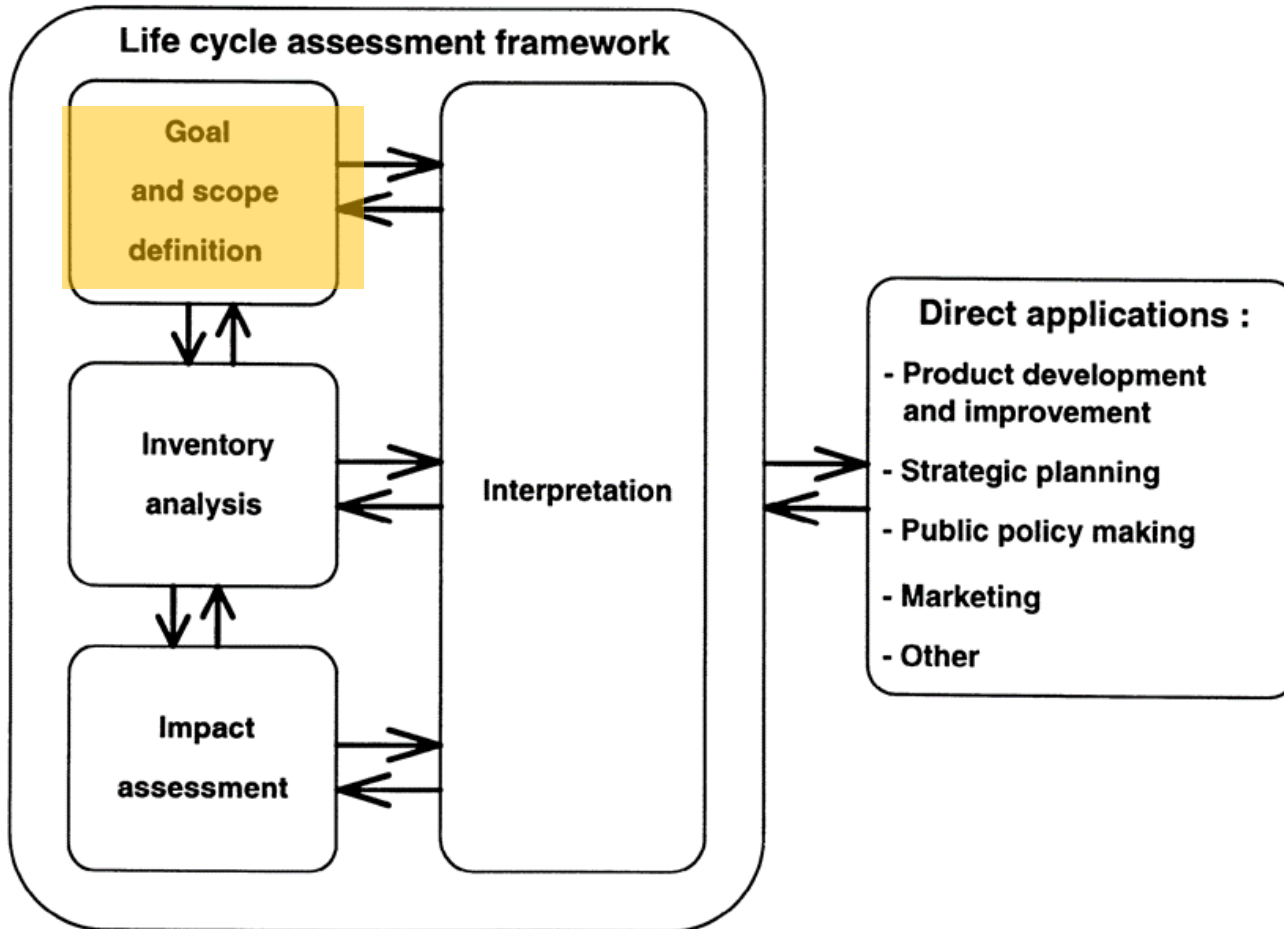 Life cycle assessment framework
Goal
and scope
definition
Inventory
analysis
Impact
assessment
Interpretation
Direct applications :
- Product development
and improvement
- Strategic planning
- Public policy making
- Marketing
- Other